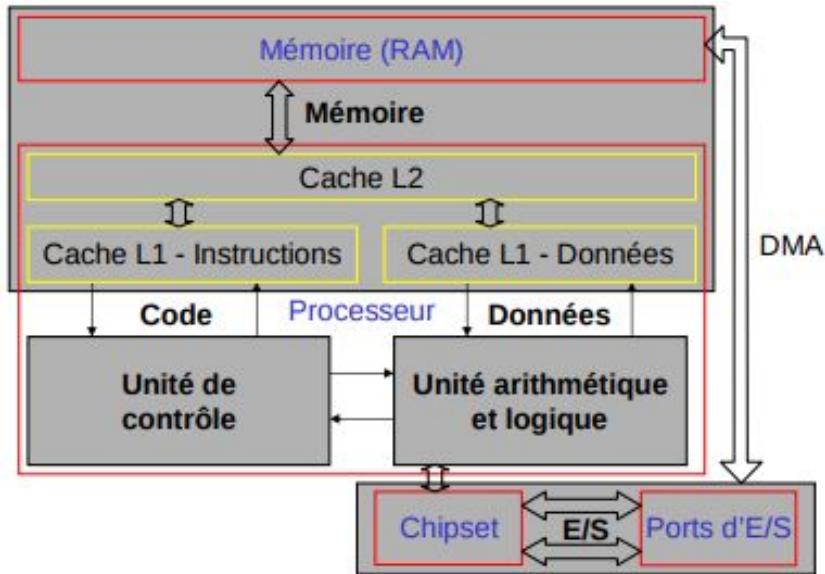 Mémoire (RAM)
Mémoire
Cache L2
Cache L1 - Instructions
Cache L1 - Données
DMA
Code
Processeur
Données
Unité de
contrôle
Unité arithmétique
et logique
Chipset
E/S
Ports d'E/S